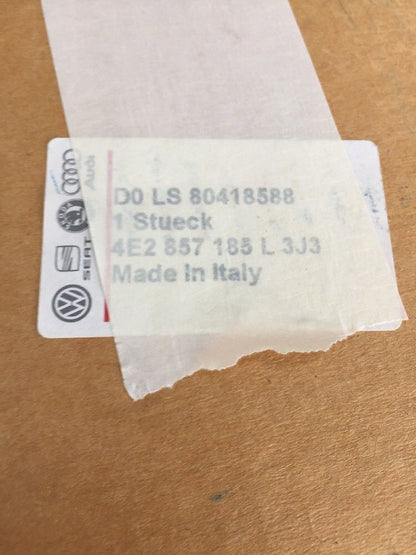 D0 LS 80418588
1 Stueck
4E2 857 185 L 3J3
Made In Italy
Audi
SEAT